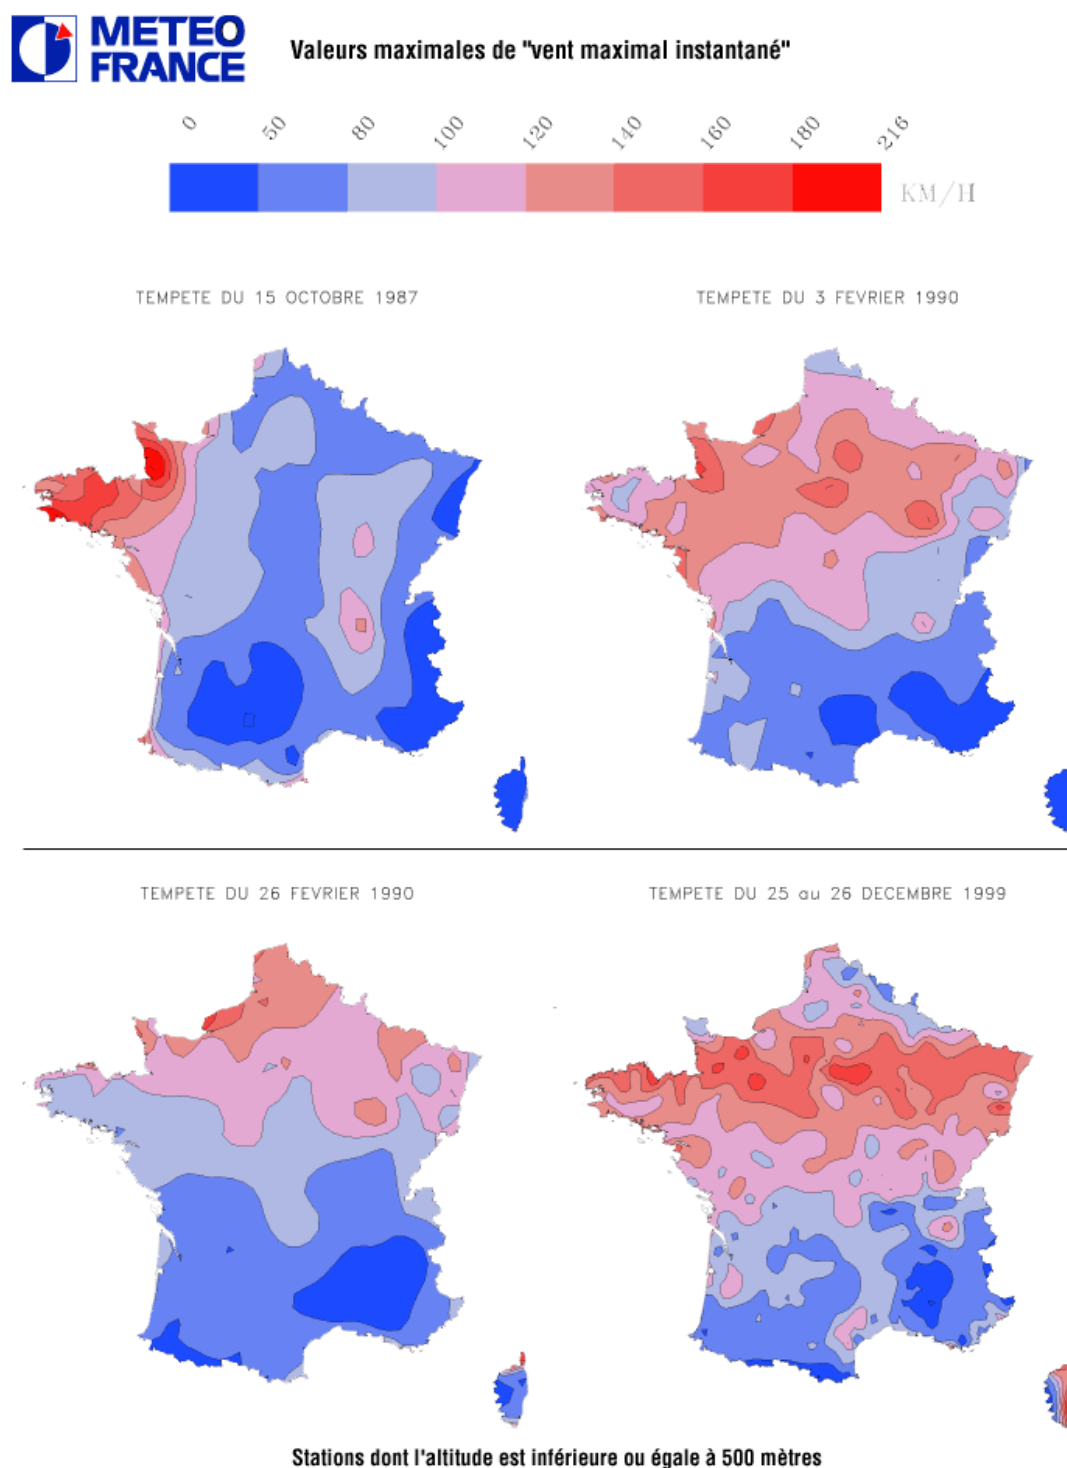 METEO
FRANCE
Valeurs maximales de "vent maximal instantané"
0 50 80 100 120 140 160 180 216
KM/H
TEMPETE DU 15 OCTOBRE 1987
TEMPETE DU 3 FEVRIER 1990
TEMPETE DU 26 FEVRIER 1990
TEMPETE DU 25 au 26 DECEMBRE 1999
Stations dont l'altitude est inférieure ou égale à 500 mètres